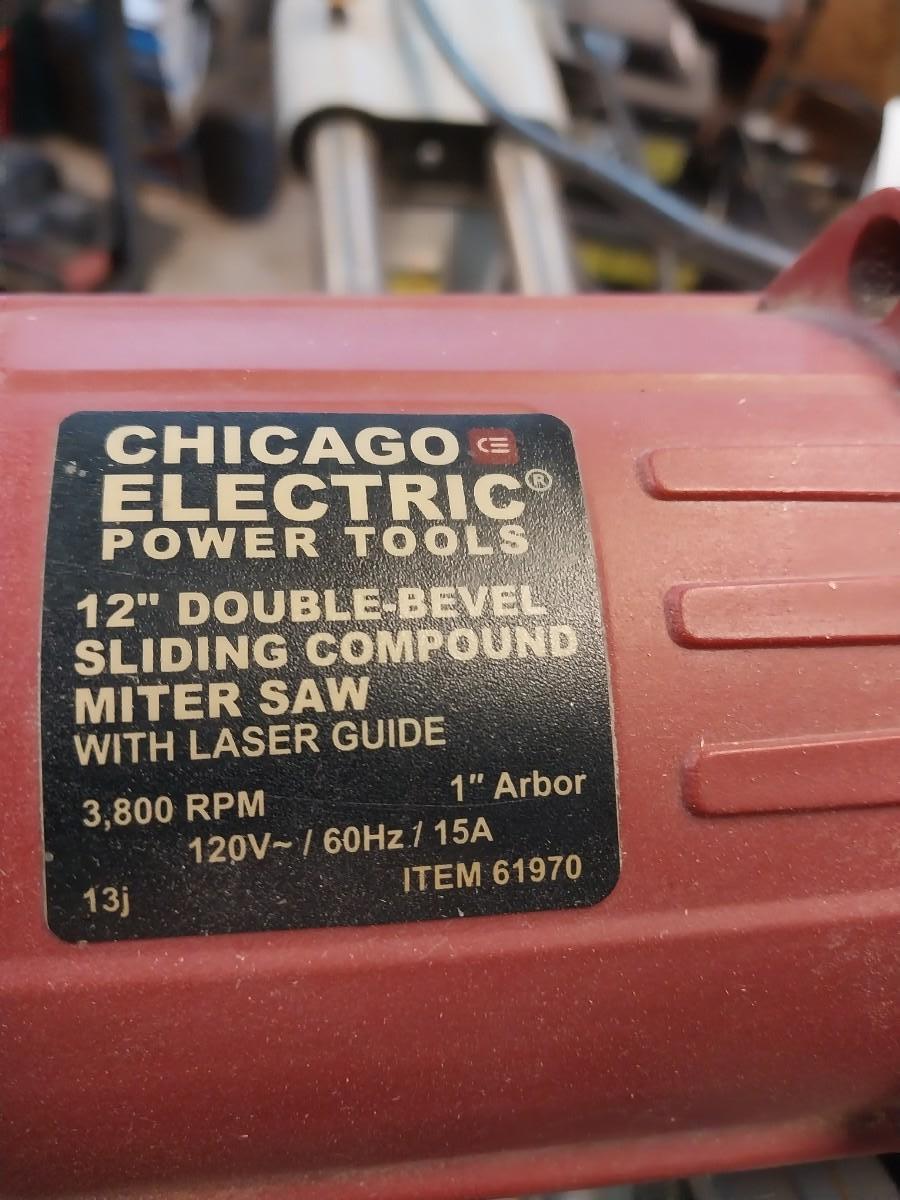 CHICAGO CE
ELECTRIC®
POWER TOOLS
12" DOUBLE-BEVEL
SLIDING COMPOUND
MITER SAW
WITH LASER GUIDE
3,800 RPM 1" Arbor
120V~ / 60Hz / 15A
ITEM 61970
13j